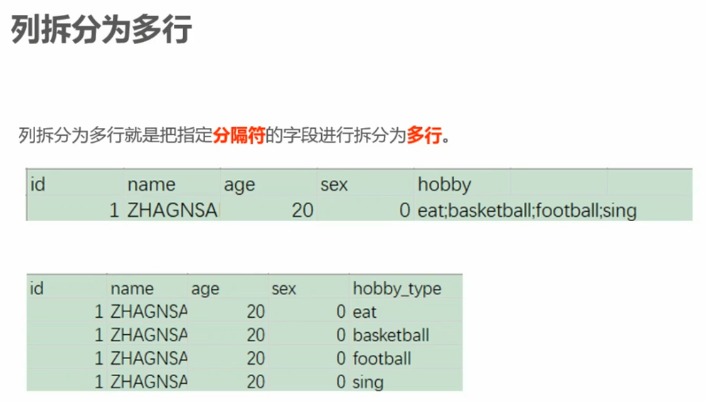 列拆分为多行
列拆分为多行就是把指定分隔符的字段进行拆分为多行。
id name age sex hobby
1 ZHAGNSA 20 0 eat;basketball;football;sing
id name age sex hobby_type
1 ZHAGNSA 20 0 eat
1 ZHAGNSA 20 0 basketball
1 ZHAGNSA 20 0 football
1 ZHAGNSA 20 0 sing